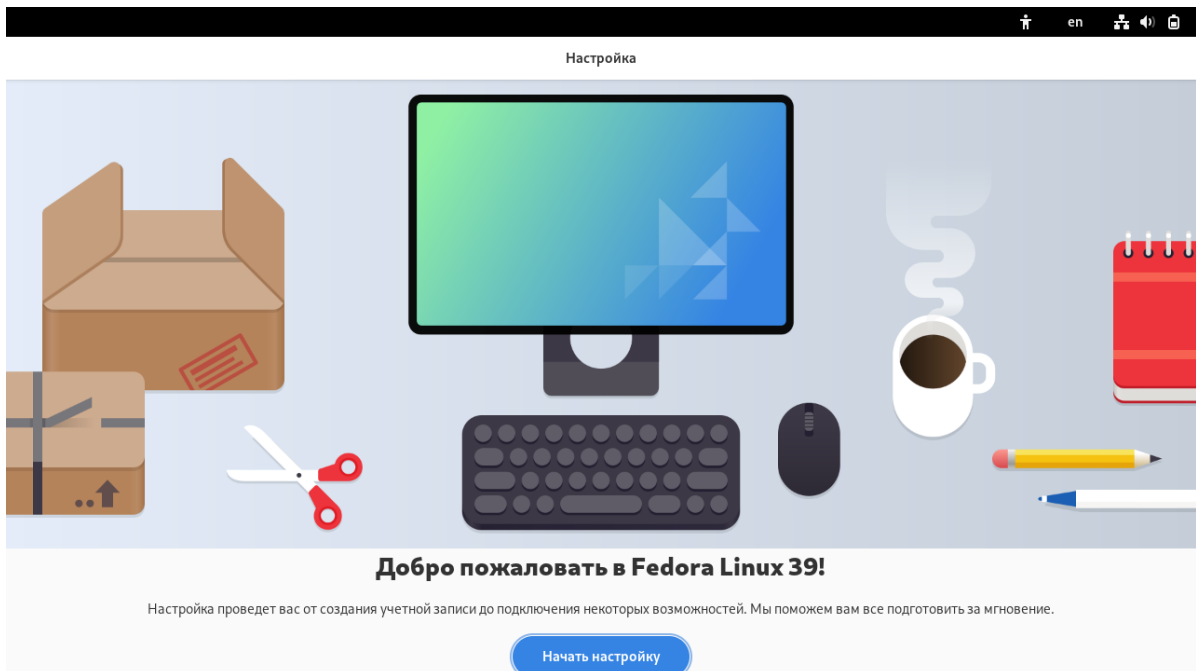 en
Настройка
Добро пожаловать в Fedora Linux 39!
Настройка проведет вас от создания учетной записи до подключения некоторых возможностей. Мы поможем вам все подготовить за мгновение.
Начать настройку